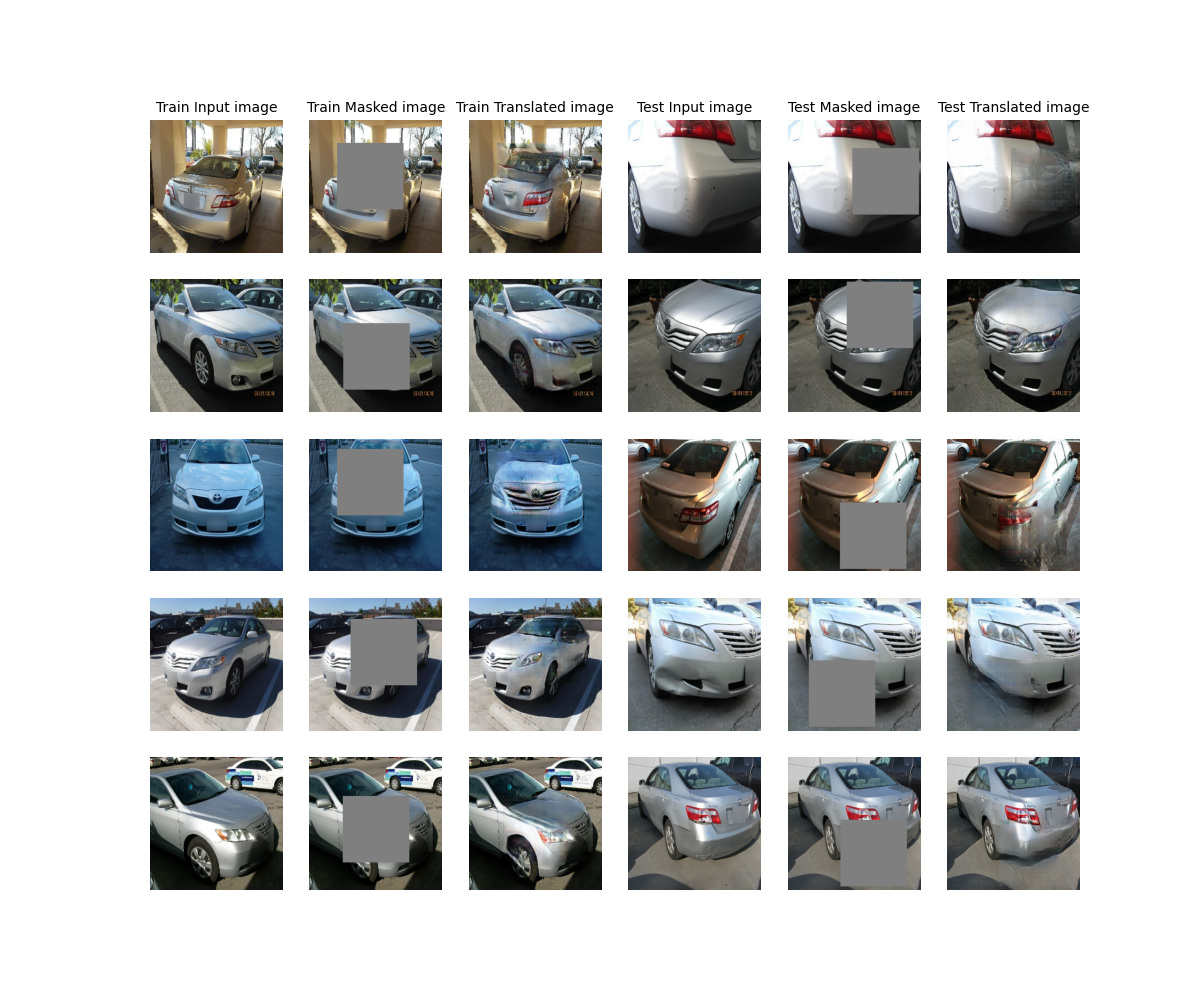 Train Input image
Train Masked image
Train Translated image
Test Input image
Test Masked image
Test Translated image